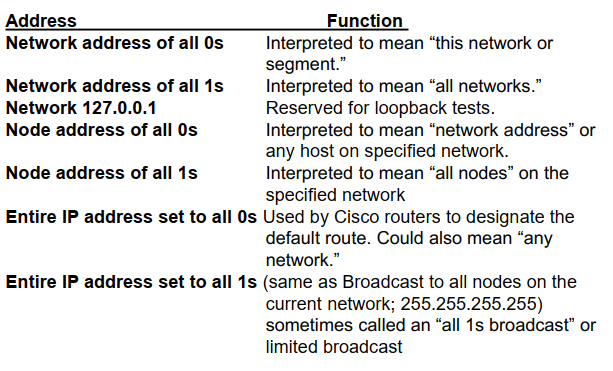 Address Function
Network address of all 0s Interpreted to mean “this network or
segment.”
Network address of all 1s Interpreted to mean “all networks.”
Network 127.0.0.1 Reserved for loopback tests.
Node address of all 0s Interpreted to mean “network address” or
any host on specified network.
Node address of all 1s Interpreted to mean “all nodes” on the
specified network
Entire IP address set to all 0s Used by Cisco routers to designate the
default route. Could also mean “any
network.”
Entire IP address set to all 1s (same as Broadcast to all nodes on the
current network; 255.255.255.255)
sometimes called an “all 1s broadcast” or
limited broadcast